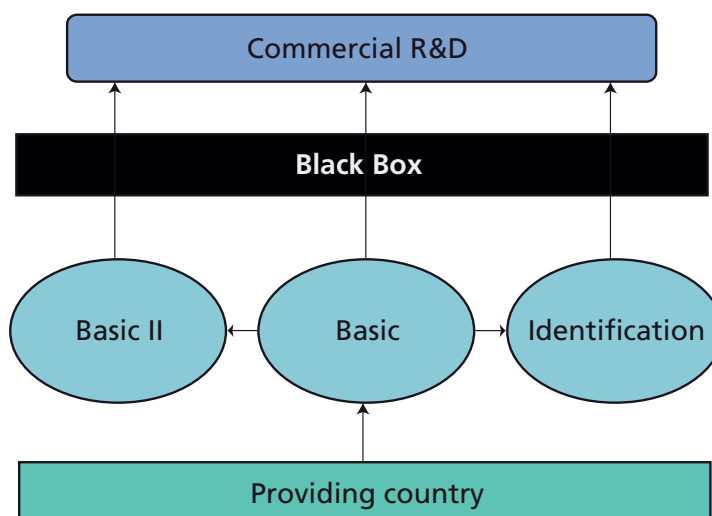 Commercial R&D
Black Box
Basic II
Basic
Identification
Providing country